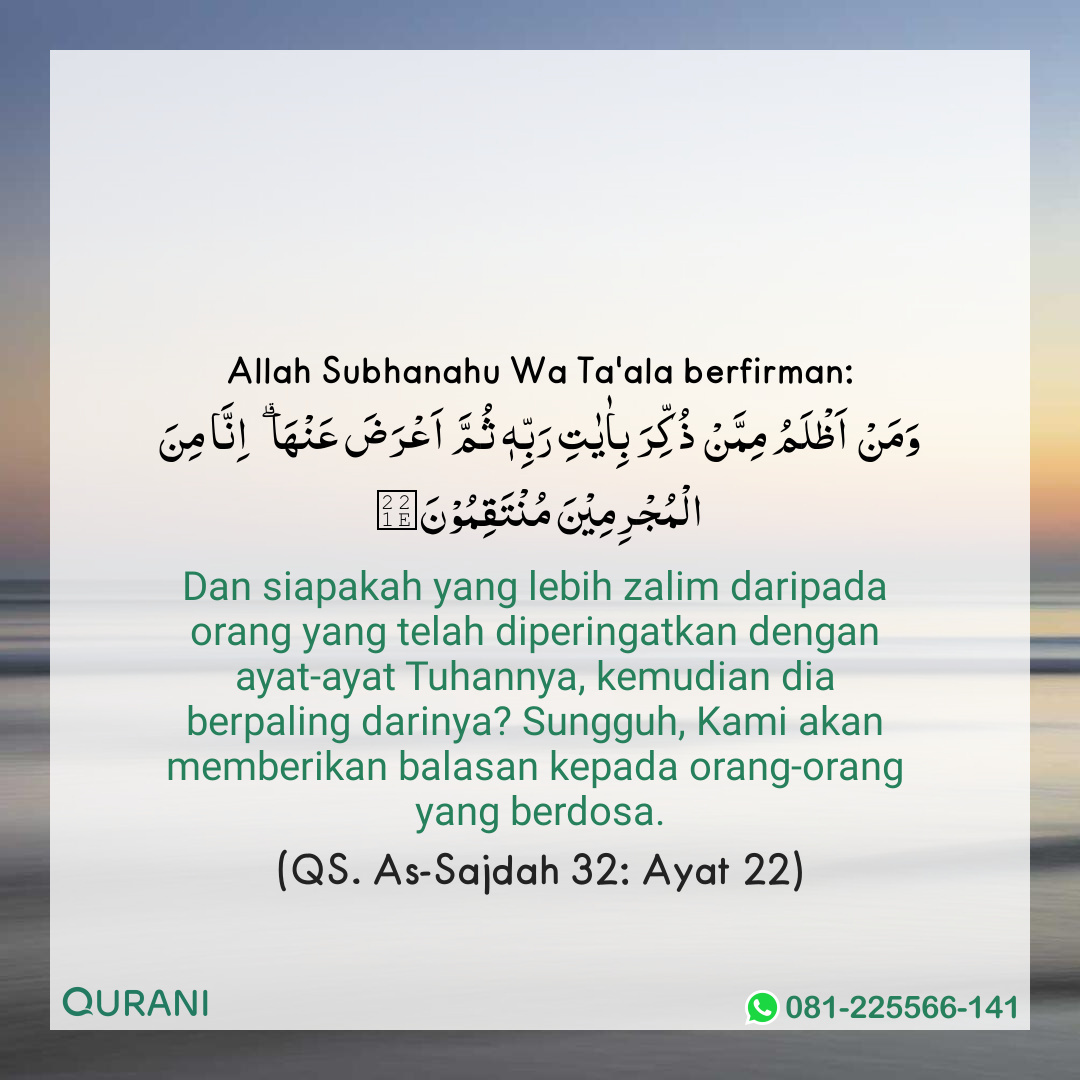 Allah Subhanahu Wa Ta'ala berfirman:
وَمَنْ اَظْلَمُ مِمَّنْ ذُكِّرَ بِاٰيٰتِ رَبِّهٖ ثُمَّ اَعْرَضَ عَنْهَا ۗ اِنَّا مِنَ
الْمُجْرِمِيْنَ مُنْتَقِمُوْنَ
Dan siapakah yang lebih zalim daripada
orang yang telah diperingatkan dengan
ayat-ayat Tuhannya, kemudian dia
berpaling darinya? Sungguh, Kami akan
memberikan balasan kepada orang-orang
yang berdosa.
(QS. As-Sajdah 32: Ayat 22)
QURANI
081-225566-141